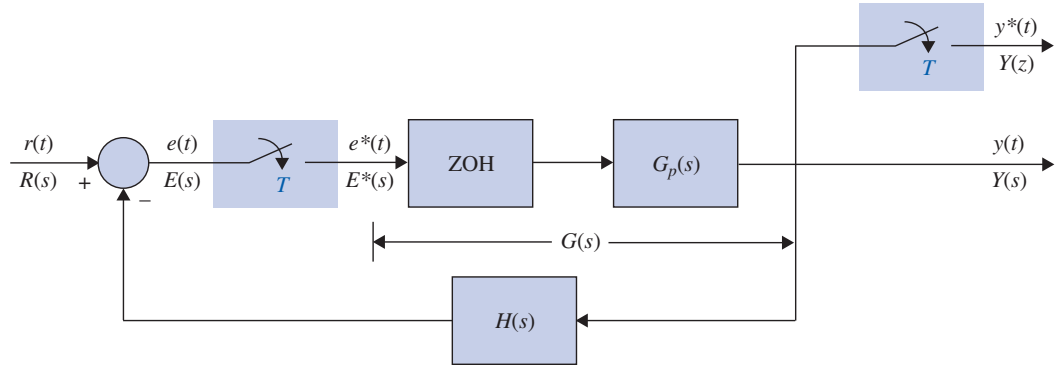 y*(t)
T
Y(z)
r(t)
e(t)
e*(t)
ZOH
Gp(s)
y(t)
R(s)
+
E(s)
T
E*(s)
Y(s)
−
G(s)
H(s)